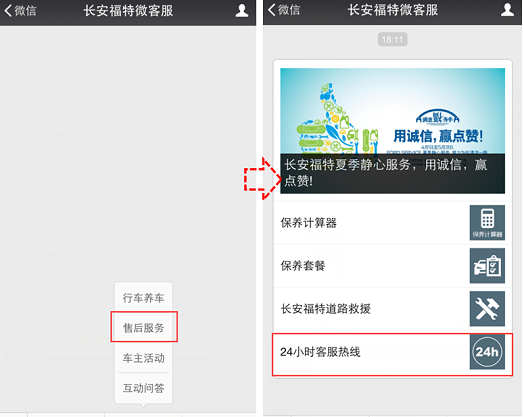 微信
长安福特微客服
行车养车
售后服务
车主活动
互动问答
微信
长安福特微客服
18:11
用诚信，赢点赞!
长安福特夏季静心服务，用诚信，赢
点赞!
保养计算器
保养计算器
保养套餐
长安福特道路救援
24小时客服热线
24h